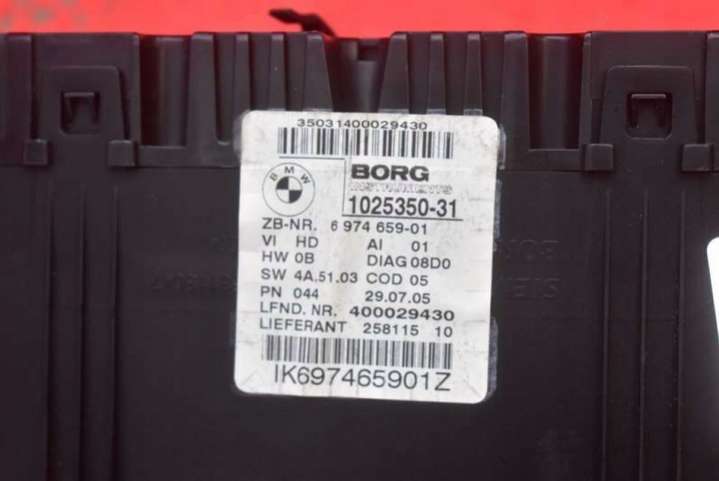 35031400029430
BMW
BORG
INSTRUMENTS
1025350-31
ZB-NR. 6 974 659-01
VI HD AI 01
HW 0B DIAG 08D0
SW 4A.51.03 COD 05
PN 044 29.07.05
LFND. NR. 400029430
LIEFERANT 258115 10
IK697465901Z